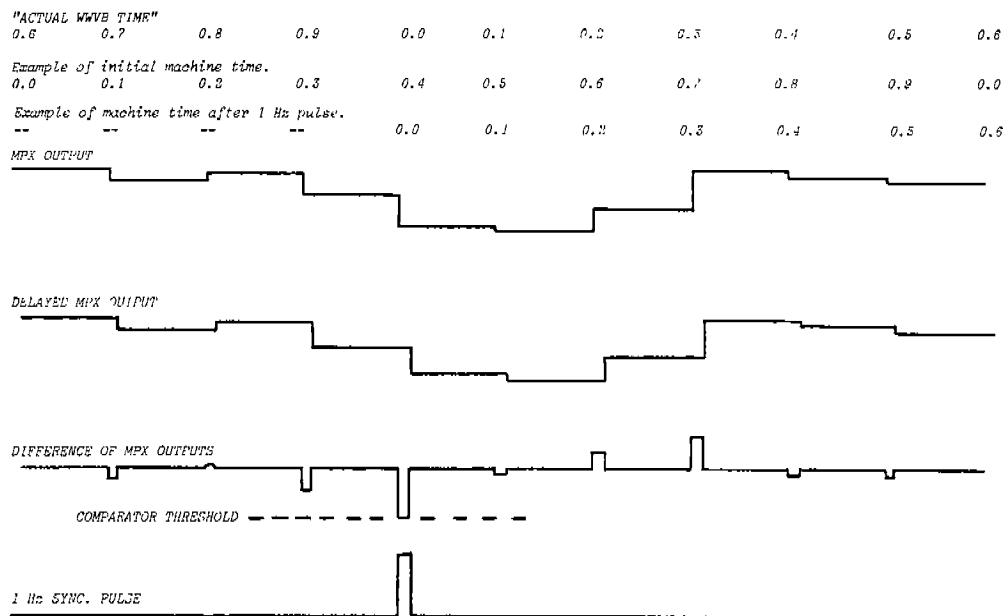 "ACTUAL WWVB TIME"
0.6 0.7 0.8 0.9 0.0 0.1 0.2 0.3 0.4 0.5 0.6
Example of initial machine time.
0.0 0.1 0.2 0.3 0.4 0.5 0.6 0.7 0.8 0.9 0.0
Example of machine time after 1 Hz pulse.
-- -- -- -- 0.0 0.1 0.2 0.3 0.4 0.5 0.6
MPX OUTPUT
DELAYED MPX OUTPUT
DIFFERENCE OF MPX OUTPUTS
COMPARATOR THRESHOLD
1 Hz SYNC. PULSE